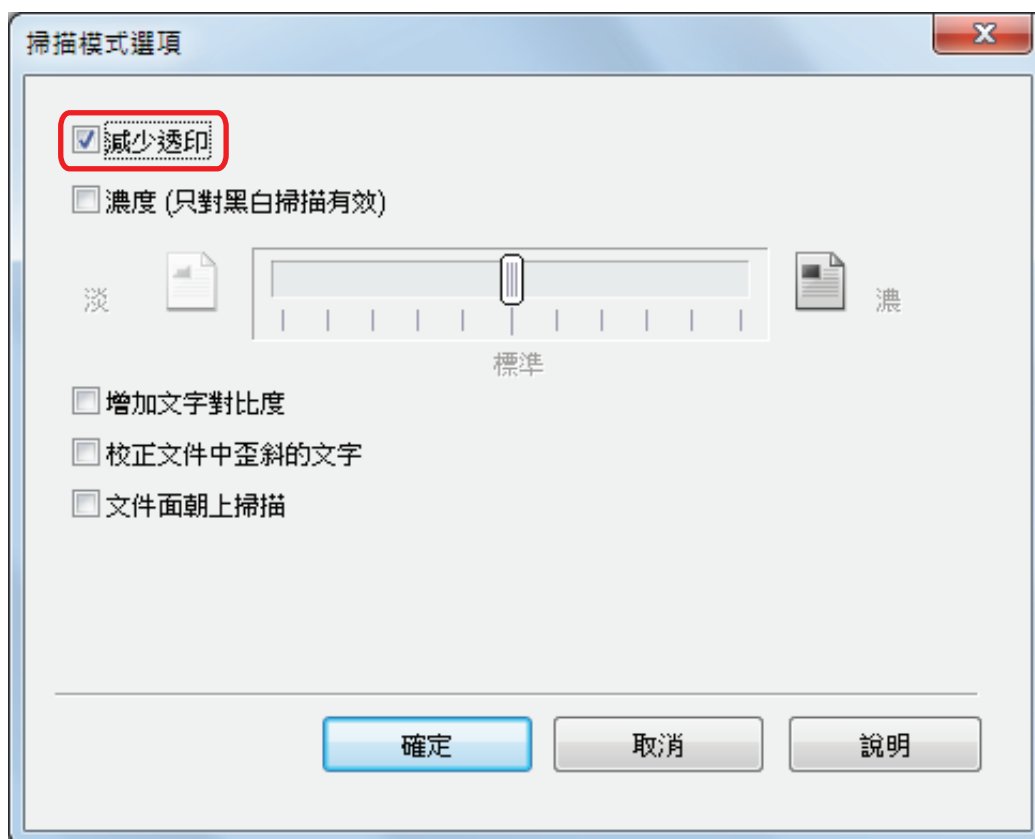 掃描模式選項
減少透印
濃度 (只對黑白掃描有效)
淡
濃
標準
增加文字對比度
校正文件中歪斜的文字
文件面朝上掃描
確定
取消
說明